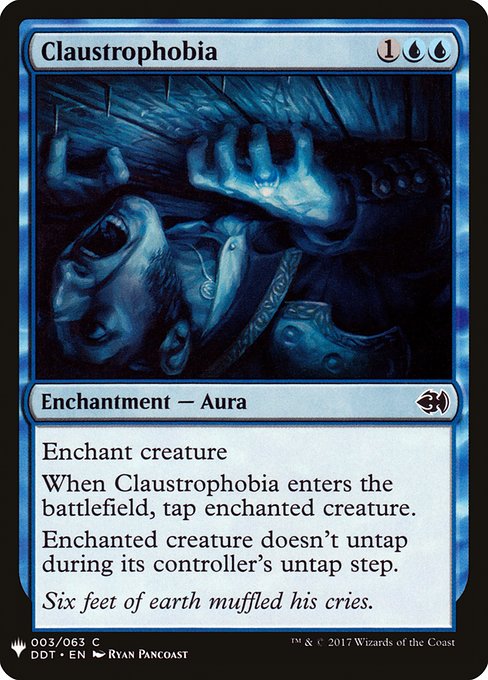 Claustrophobia 1
Enchantment — Aura
Enchant creature
When Claustrophobia enters the
battlefield, tap enchanted creature.
Enchanted creature doesn't untap
during its controller's untap step.
Six feet of earth muffled his cries.
003/063 C
DDT • EN Ryan Pancoast
™ & © 2017 Wizards of the Coast